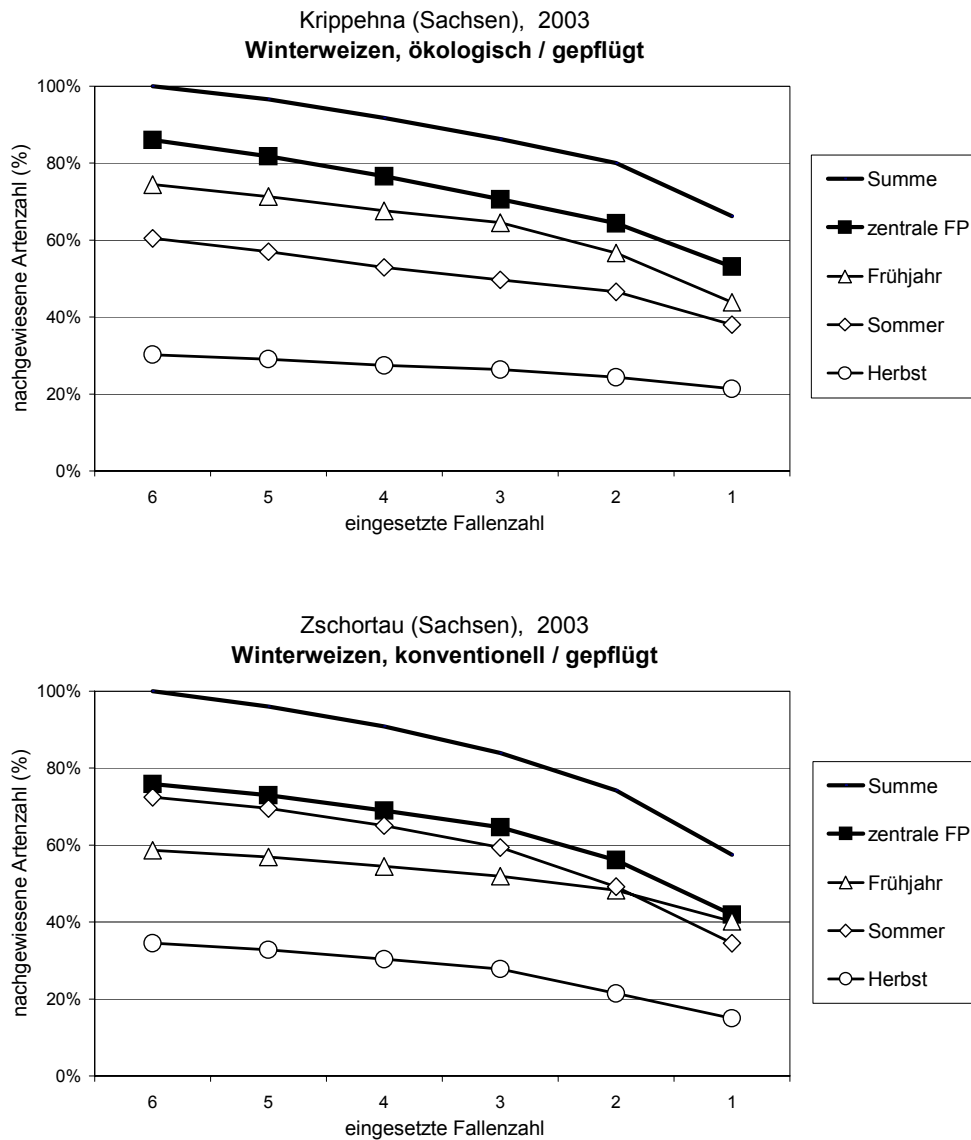 Krippehna (Sachsen), 2003
Winterweizen, ökologisch / gepflügt
100%
80%
60%
40%
20%
0%
nachgewiesene Artenzahl (%)
6 5 4 3 2 1
eingesetzte Fallenzahl
Summe
zentrale FP
Frühjahr
Sommer
Herbst
Zschortau (Sachsen), 2003
Winterweizen, konventionell / gepflügt
100%
80%
60%
40%
20%
0%
nachgewiesene Artenzahl (%)
6 5 4 3 2 1
eingesetzte Fallenzahl
Summe
zentrale FP
Frühjahr
Sommer
Herbst